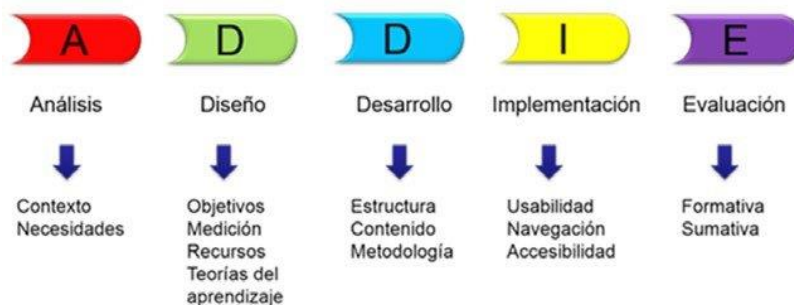 A
D
D
I
E
Análisis
Diseño
Desarrollo
Implementación
Evaluación
Contexto
Necesidades
Objetivos
Medición
Recursos
Teorías del
aprendizaje
Estructura
Contenido
Metodología
Usabilidad
Navegación
Accesibilidad
Formativa
Sumativa